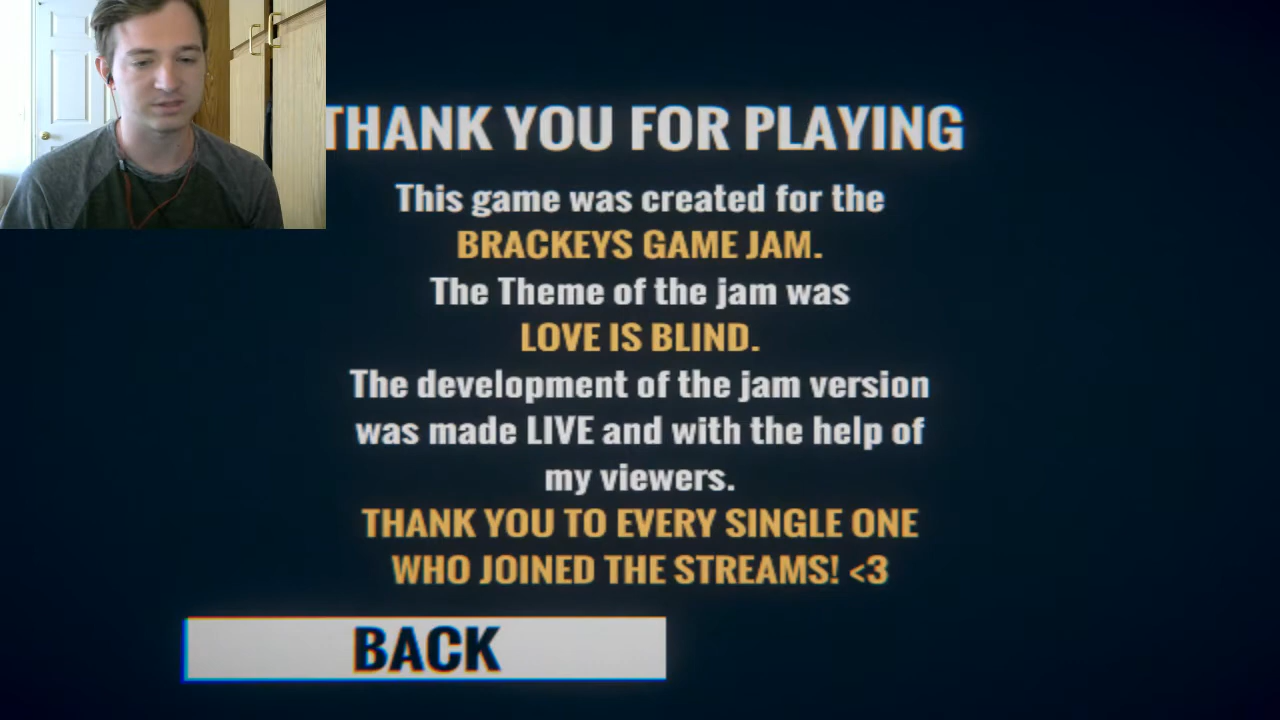 THANK YOU FOR PLAYING
This game was created for the
BRACKEYS GAME JAM.
The Theme of the jam was
LOVE IS BLIND.
The development of the jam version
was made LIVE and with the help of
my viewers.
THANK YOU TO EVERY SINGLE ONE
WHO JOINED THE STREAMS! <3
BACK